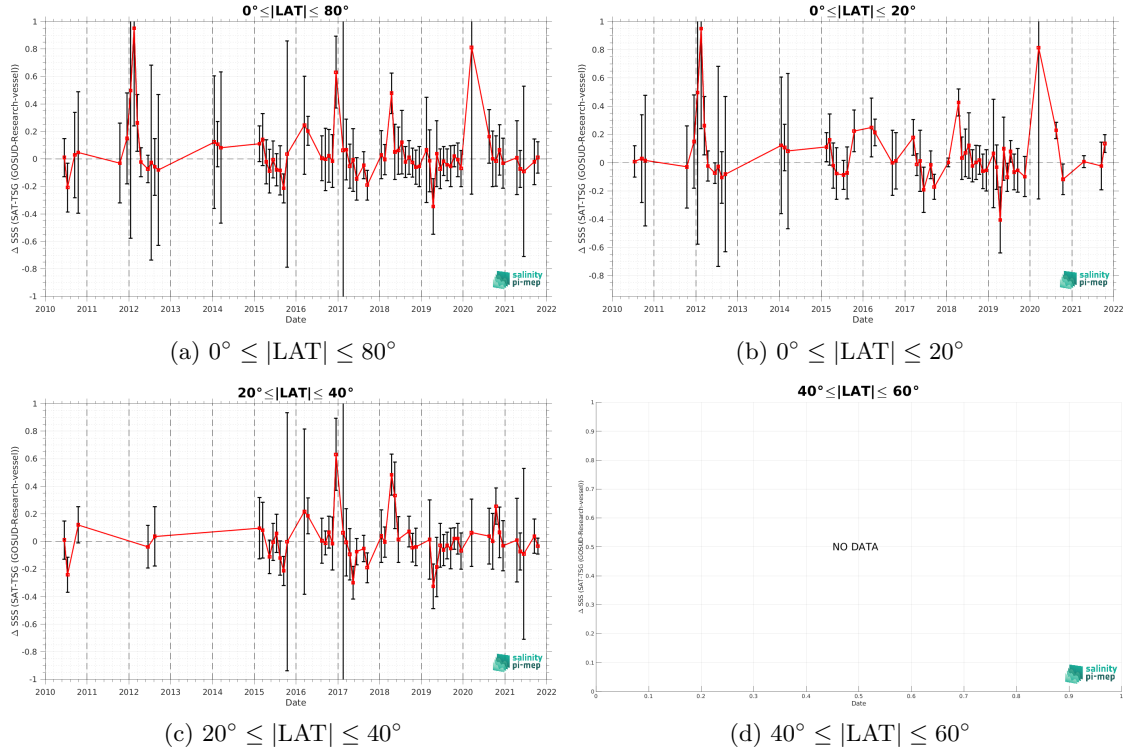 0°≤|LAT|≤ 80°
Δ SSS (SAT-TSG (GOSUD-Research-vessel))
1
0.8
0.6
0.4
0.2
0
-0.2
-0.4
-0.6
-0.8
-1
2010 2011 2012 2013 2014 2015 2016 2017 2018 2019 2020 2021 2022
Date
salinity
pi-mep
(a) 0° ≤ |LAT| ≤ 80°
0°≤|LAT|≤ 20°
Δ SSS (SAT-TSG (GOSUD-Research-vessel))
0.8
0.6
0.4
0.2
0
-0.2
-0.4
-0.6
-0.8
2010 2011 2012 2013 2014 2015 2016 2017 2018 2019 2020 2021 2022
Date
salinity
pi-mep
(b) 0° ≤ |LAT| ≤ 20°
20°≤|LAT|≤ 40°
Δ SSS (SAT-TSG (GOSUD-Research-vessel))
1
0.8
0.6
0.4
0.2
0
-0.2
-0.4
-0.6
-0.8
-1
2010 2011 2012 2013 2014 2015 2016 2017 2018 2019 2020 2021 2022
Date
salinity
pi-mep
(c) 20° ≤ |LAT| ≤ 40°
40°≤|LAT|≤ 60°
Δ SSS (SAT-TSG (GOSUD-Research-vessel))
1
0.9
0.8
0.7
0.6
0.5
0.4
0.3
0.2
0.1
0
NO DATA
0 0.1 0.2 0.3 0.4 0.5 0.6 0.7 0.8 0.9 1
Date
salinity
pi-mep
(d) 40° ≤ |LAT| ≤ 60°